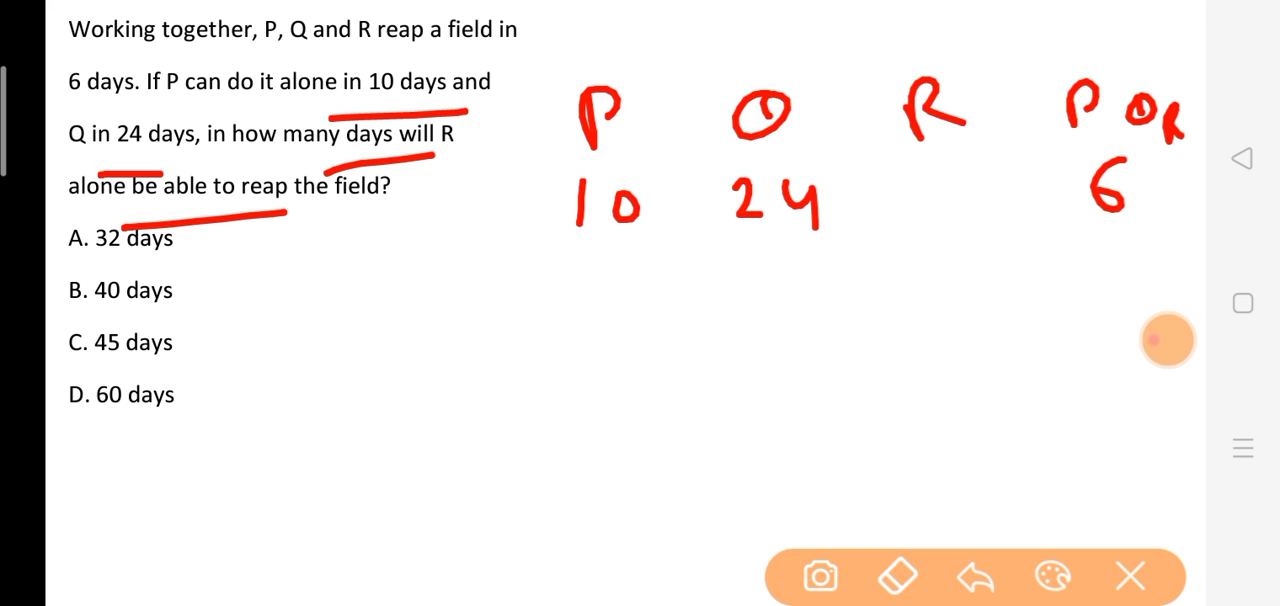 Working together, P, Q and R reap a field in
6 days. If P can do it alone in 10 days and
Q in 24 days, in how many days will R
alone be able to reap the field?
A. 32 days
B. 40 days
C. 45 days
D. 60 days
P Q R P Q R
10 24 6